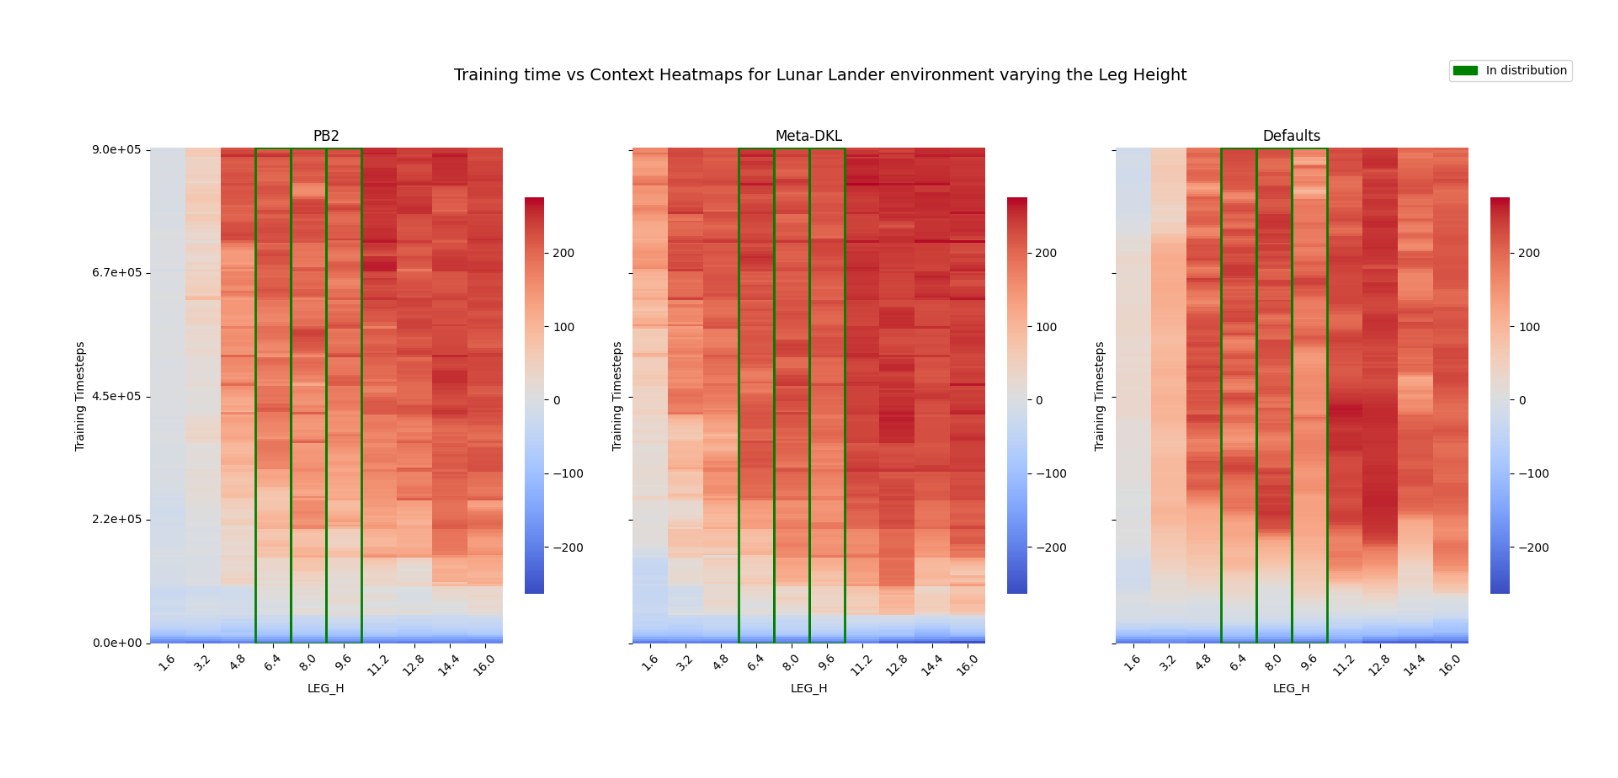 Training time vs Context Heatmaps for Lunar Lander environment varying the Leg Height
In distribution
PB2
Training Timesteps
9.0e+05
6.7e+05
4.5e+05
2.2e+05
0.0e+00
1.6 3.2 4.8 6.4 8.0 9.6 11.2 12.8 14.4 16.0
LEG_H
200
100
0
−100
−200
Meta-DKL
Training Timesteps
1.6 3.2 4.8 6.4 8.0 9.6 11.2 12.8 14.4 16.0
LEG_H
200
100
0
−100
−200
Defaults
Training Timesteps
1.6 3.2 4.8 6.4 8.0 9.6 11.2 12.8 14.4 16.0
LEG_H
200
100
0
−100
−200